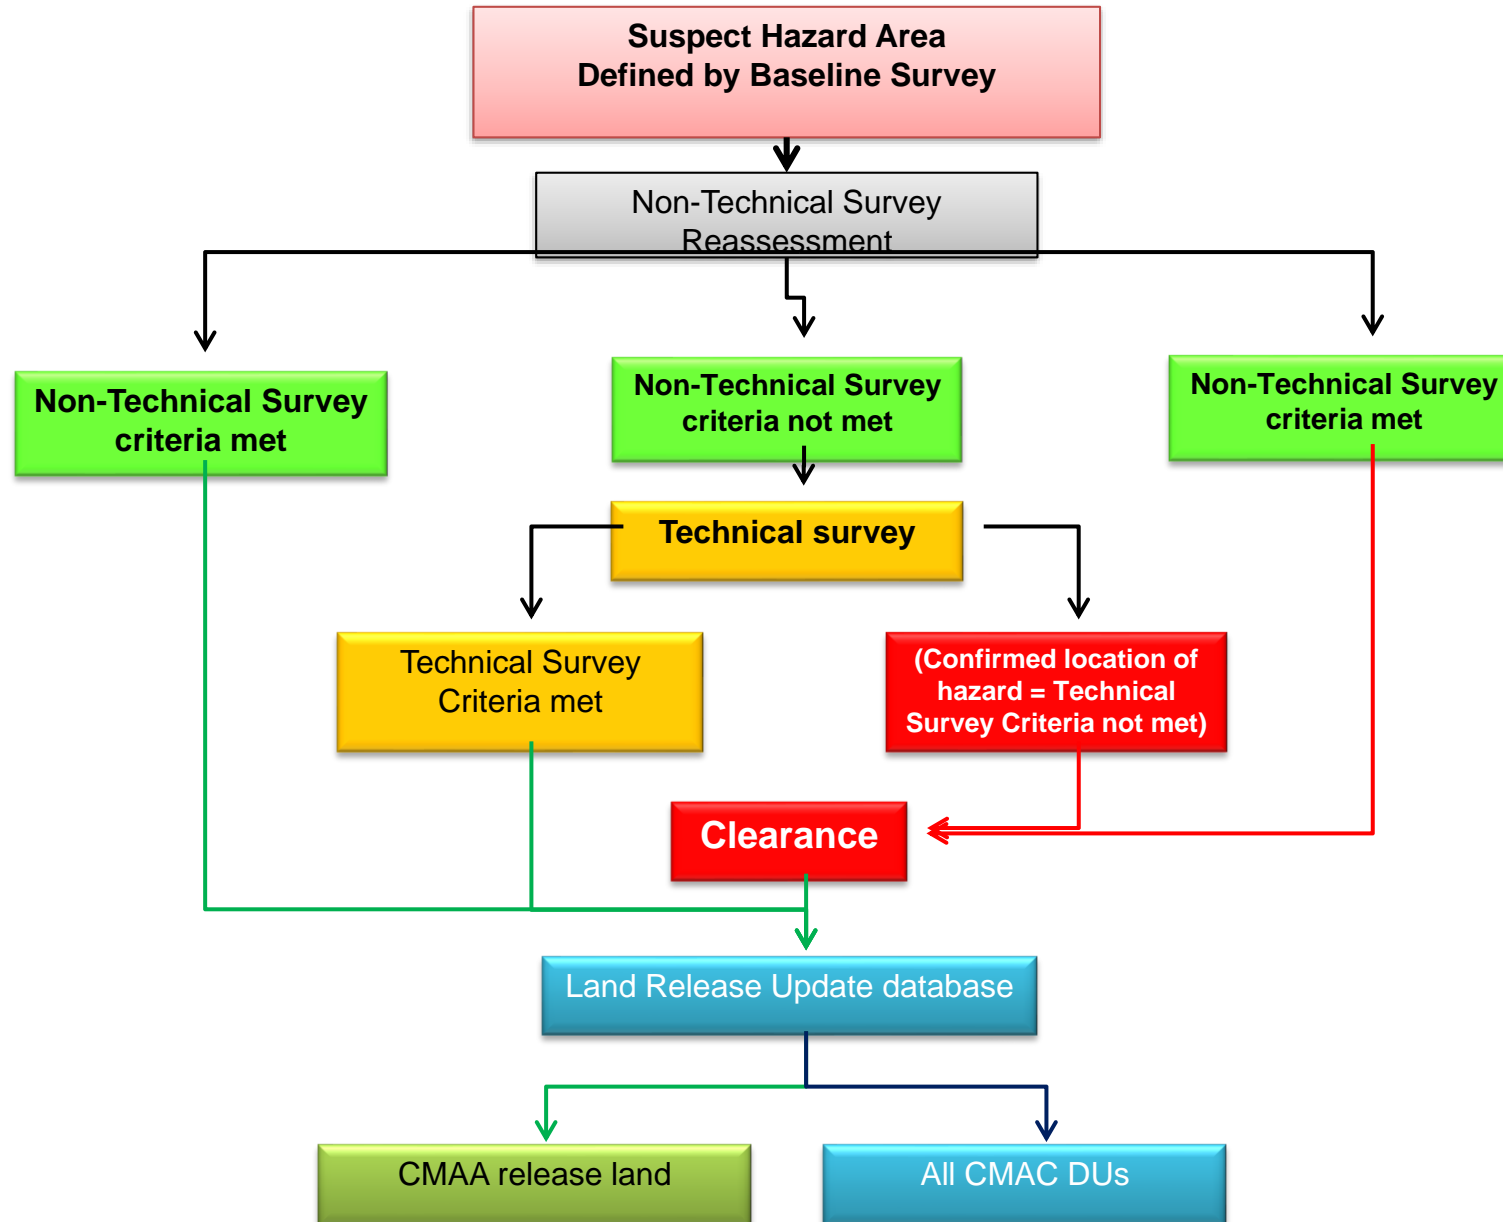 Suspect Hazard Area
Defined by Baseline Survey
Non-Technical Survey
Reassessment
Non-Technical Survey
criteria met
Non-Technical Survey
criteria not met
Non-Technical Survey
criteria met
Technical survey
Technical Survey
Criteria met
(Confirmed location of
hazard = Technical
Survey Criteria not met)
Clearance
Land Release Update database
CMAA release land
All CMAC DUs